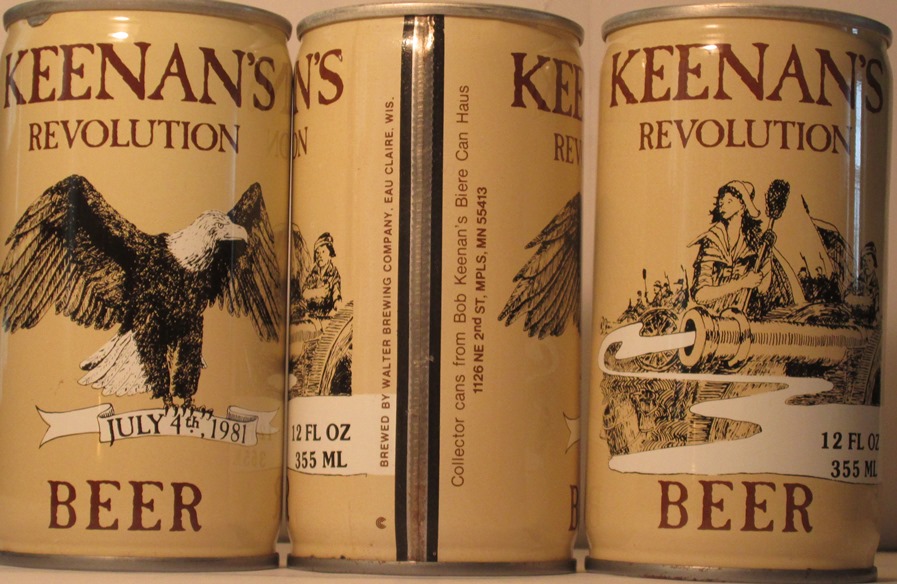 KEENAN'S
REVOLUTION
JULY 4th, 1981
BEER
N'S
ON
12 FL OZ
355 ML
BREWED BY WALTER BREWING COMPANY, EAU CLAIRE, WIS.
Collector cans from Bob Keenan's Biere Can Haus
1126 NE 2nd ST, MPLS, MN 55413
KEE
REV
B
KEENAN'S
REVOLUTION
12 FL OZ
355 ML
BEER